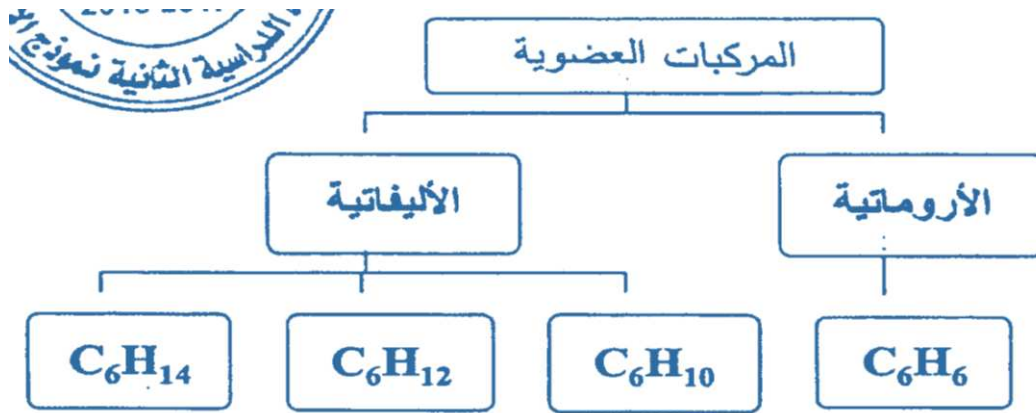 الدراسية الثانية نموذج
المركبات العضوية
الأروماتية
الأليفاتية
C₆H₁₄ C₆H₁₂ C₆H₁₀ C₆H₆